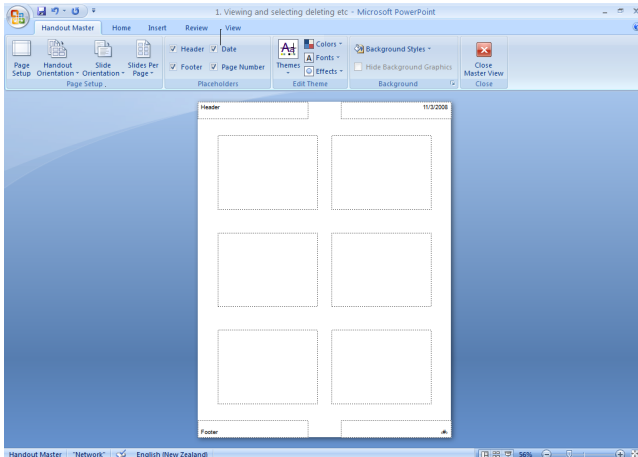 1. Viewing and selecting deleting etc - Microsoft PowerPoint
Handout Master Home Insert Review View
Page Setup
Handout Orientation
Slide Orientation
Slides Per Page
Header Date
Footer Page Number
Themes
Colors
Fonts
Effects
Background Styles
Hide Background Graphics
Close Master View
Page Setup Placeholders Edit Theme Background Close
Header 11/3/2008
Footer
Handout Master "Network" English (New Zealand) 56%